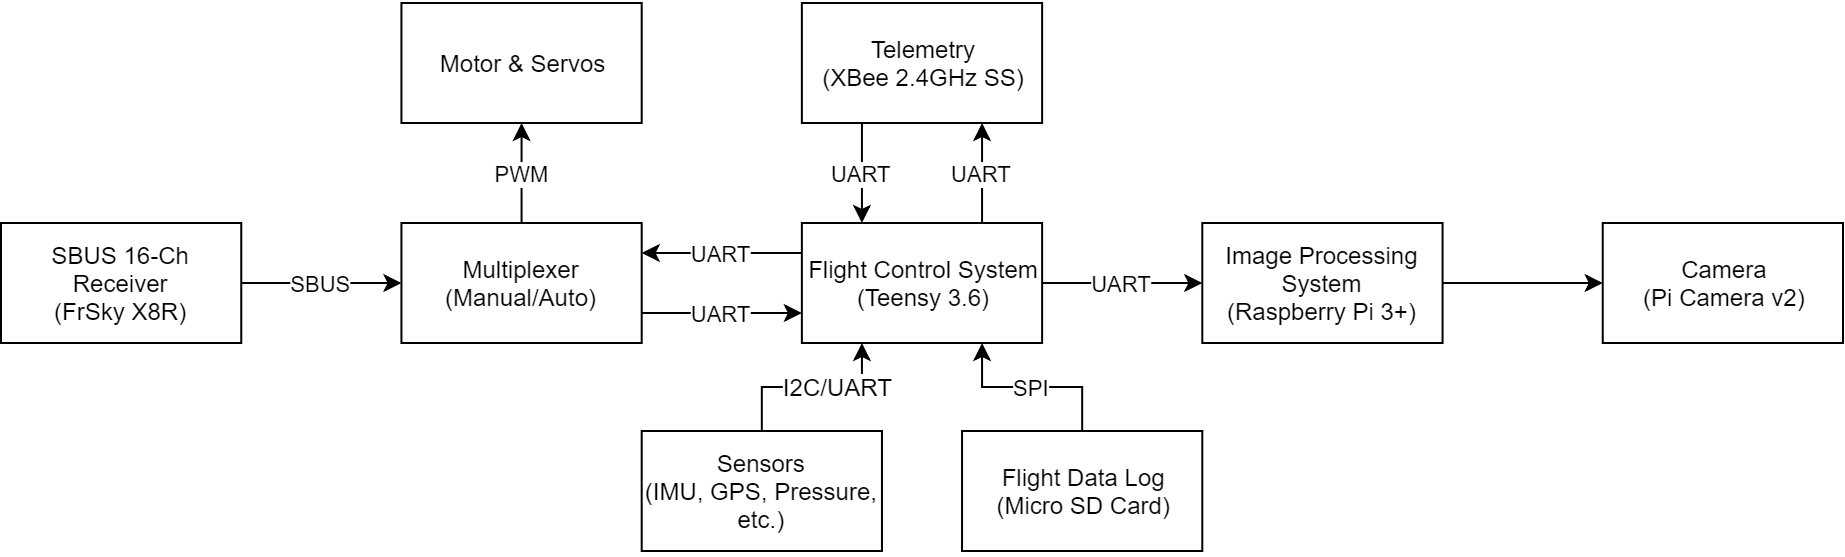 Motor & Servos
Telemetry
(XBee 2.4GHz SS)
PWM
UART
UART
SBUS 16-Ch
Receiver
(FrSky X8R)
SBUS
Multiplexer
(Manual/Auto)
UART
UART
Flight Control System
(Teensy 3.6)
UART
Image Processing
System
(Raspberry Pi 3+)
Camera
(Pi Camera v2)
I2C/UART
SPI
Sensors
(IMU, GPS, Pressure,
etc.)
Flight Data Log
(Micro SD Card)